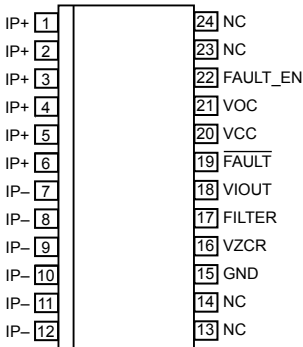 IP+ 1 24 NC
IP+ 2 23 NC
IP+ 3 22 FAULT_EN
IP+ 4 21 VOC
IP+ 5 20 VCC
IP+ 6 19 FAULT
IP– 7 18 VIOUT
IP– 8 17 FILTER
IP– 9 16 VZCR
IP– 10 15 GND
IP– 11 14 NC
IP– 12 13 NC